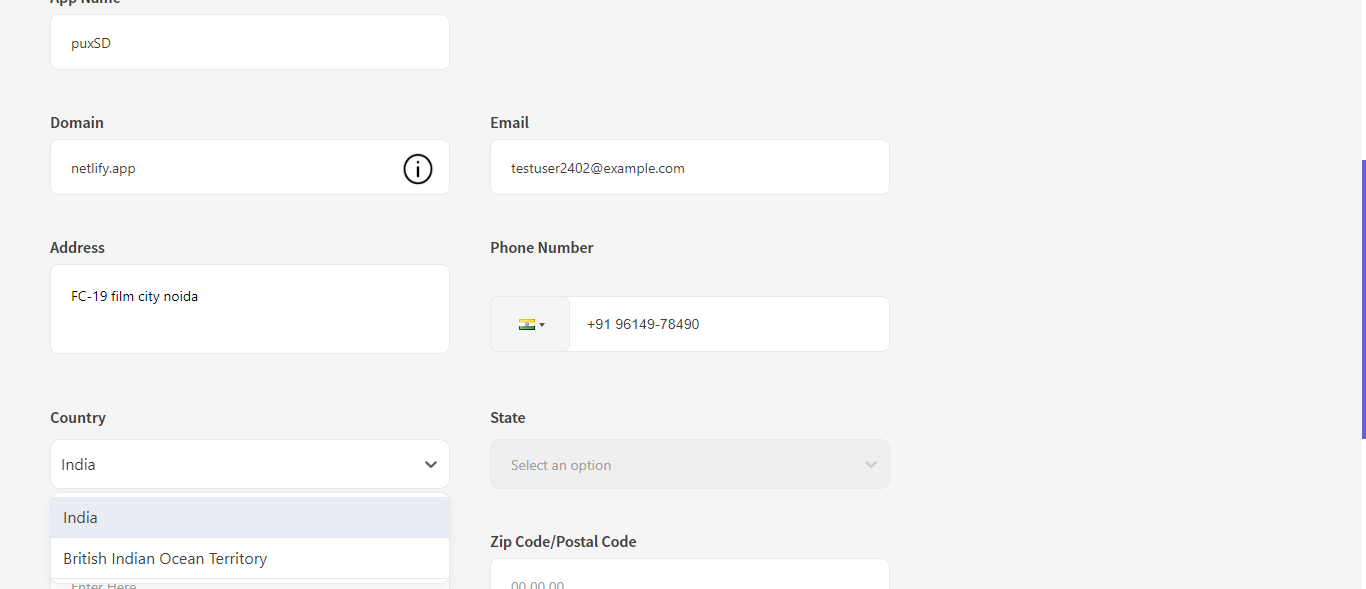 App Name
puxSD
Domain
Email
netlify.app
testuser2402@example.com
Address
Phone Number
FC-19 film city noida
+91 96149-78490
Country
State
India
Select an option
India
British Indian Ocean Territory
Zip Code/Postal Code
Enter Here
00 00 00